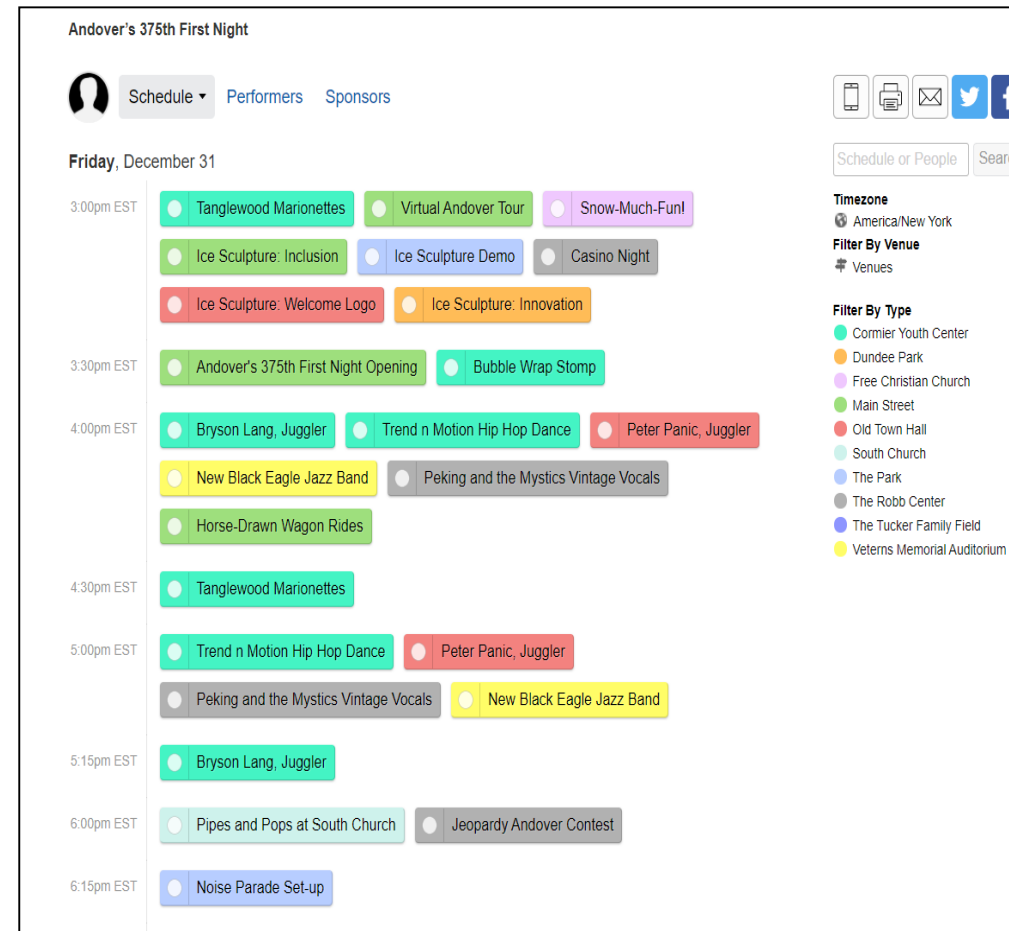 Andover's 375th First Night
Schedule
Performers
Sponsors
Friday, December 31
3:00pm EST
Tanglewood Marionettes
Virtual Andover Tour
Snow-Much-Fun!
Ice Sculpture: Inclusion
Ice Sculpture Demo
Casino Night
Ice Sculpture: Welcome Logo
Ice Sculpture: Innovation
3:30pm EST
Andover's 375th First Night Opening
Bubble Wrap Stomp
4:00pm EST
Bryson Lang, Juggler
Trend n Motion Hip Hop Dance
Peter Panic, Juggler
New Black Eagle Jazz Band
Peking and the Mystics Vintage Vocals
Horse-Drawn Wagon Rides
4:30pm EST
Tanglewood Marionettes
5:00pm EST
Trend n Motion Hip Hop Dance
Peter Panic, Juggler
Peking and the Mystics Vintage Vocals
New Black Eagle Jazz Band
5:15pm EST
Bryson Lang, Juggler
6:00pm EST
Pipes and Pops at South Church
Jeopardy Andover Contest
6:15pm EST
Noise Parade Set-up
Schedule or People
Timezone
America/New York
Filter By Venue
Venues
Filter By Type
Cormier Youth Center
Dundee Park
Free Christian Church
Main Street
Old Town Hall
South Church
The Park
The Robb Center
The Tucker Family Field
Veterns Memorial Auditorium